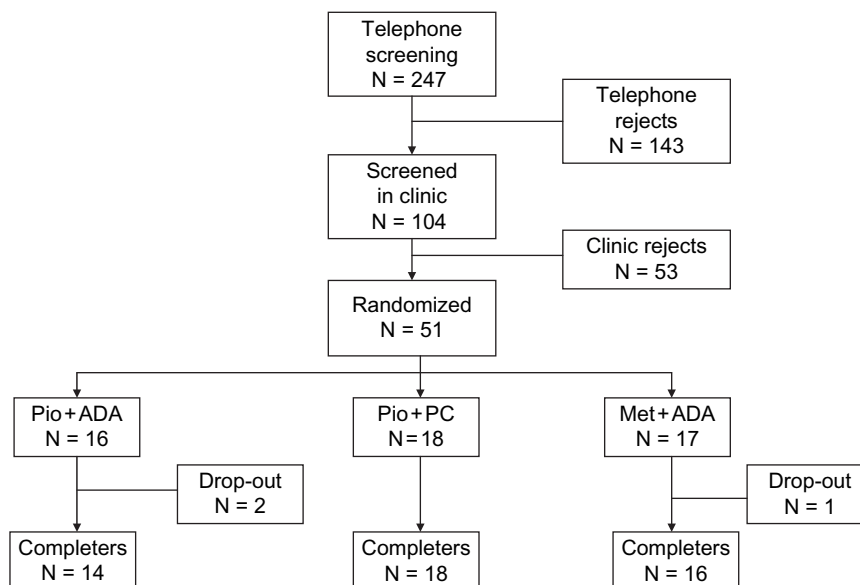 Telephone
screening
N = 247
Telephone
rejects
N = 143
Screened
in clinic
N = 104
Clinic rejects
N = 53
Randomized
N = 51
Pio+ADA
N = 16
Pio+PC
N=18
Met+ADA
N = 17
Drop-out
N = 2
Drop-out
N = 1
Completers
N = 14
Completers
N = 18
Completers
N = 16